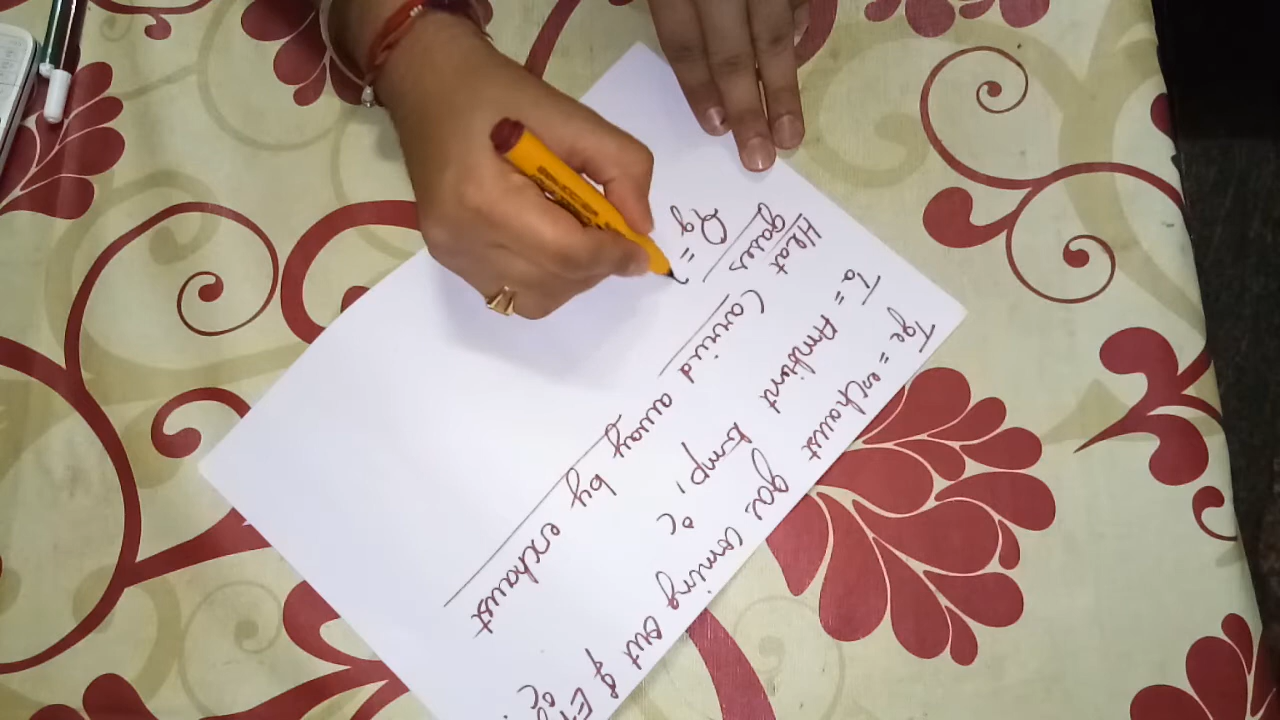 Tge = exhaust gas coming out of E
°C
Ta = Ambient temp, °C
Heat carried away by exhaust
gases
Qg =